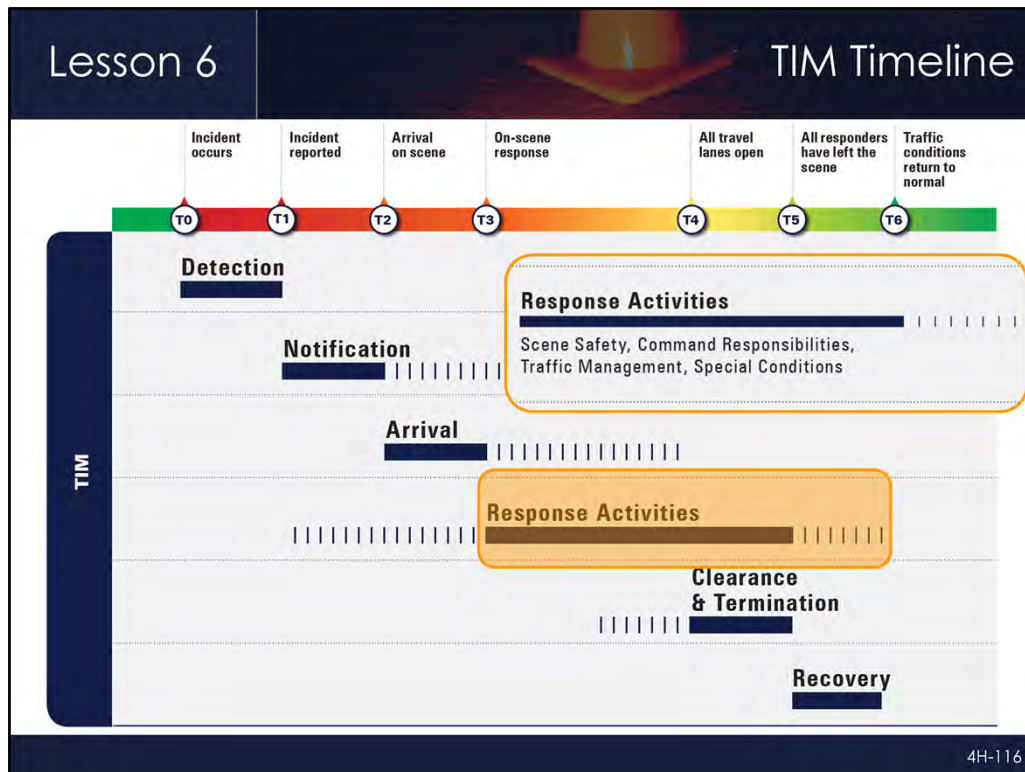 Lesson 6
TIM Timeline
Incident
occurs
Incident
reported
Arrival
on scene
On-scene
response
All travel
lanes open
All responders
have left the
scene
Traffic
conditions
return to
normal
T0
T1
T2
T3
T4
T5
T6
TIM
Detection
Response Activities
Scene Safety, Command Responsibilities,
Traffic Management, Special Conditions
Notification
Arrival
Response Activities
Clearance
& Termination
Recovery
4H-116